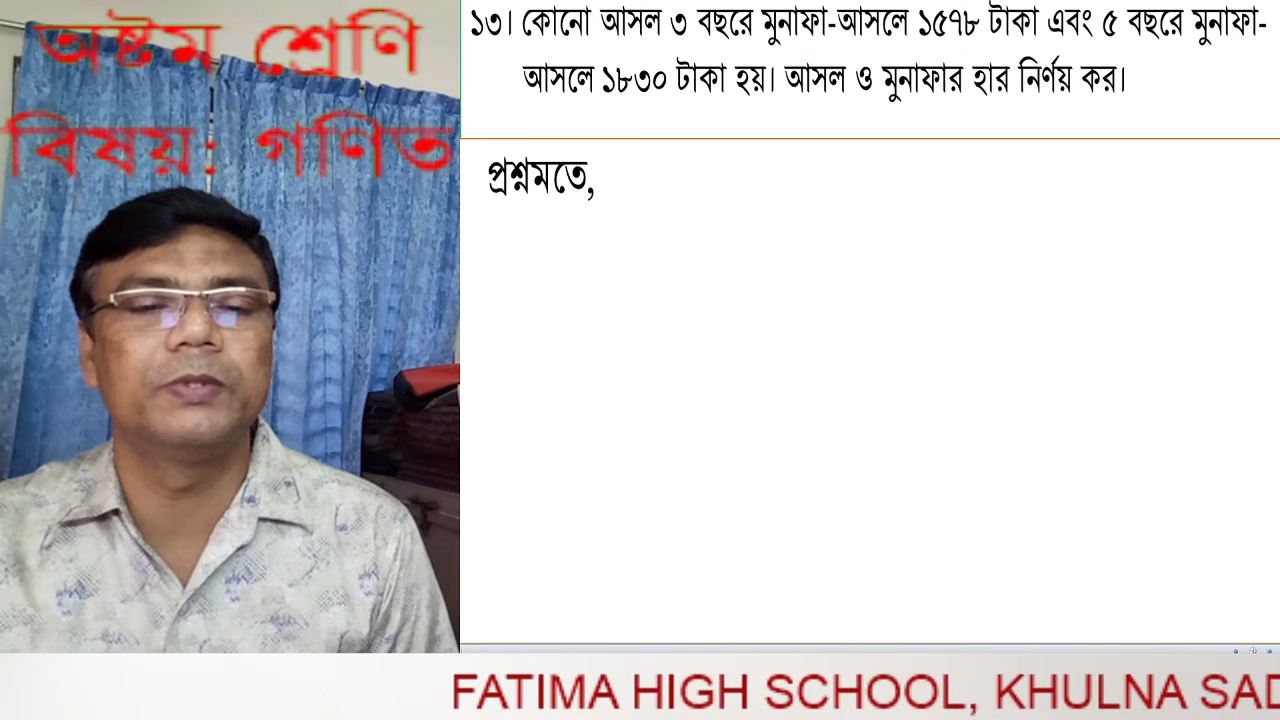 অষ্টম শ্রেণি
বিষয়: গণিত
১৩। কোনো আসল ৩ বছরে মুনাফা-আসলে ১৫৭৮ টাকা এবং ৫ বছরে মুনাফা-
আসলে ১৮৩০ টাকা হয়। আসল ও মুনাফার হার নির্ণয় কর।
প্রশ্নমতে,
FATIMA HIGH SCHOOL, KHULNA